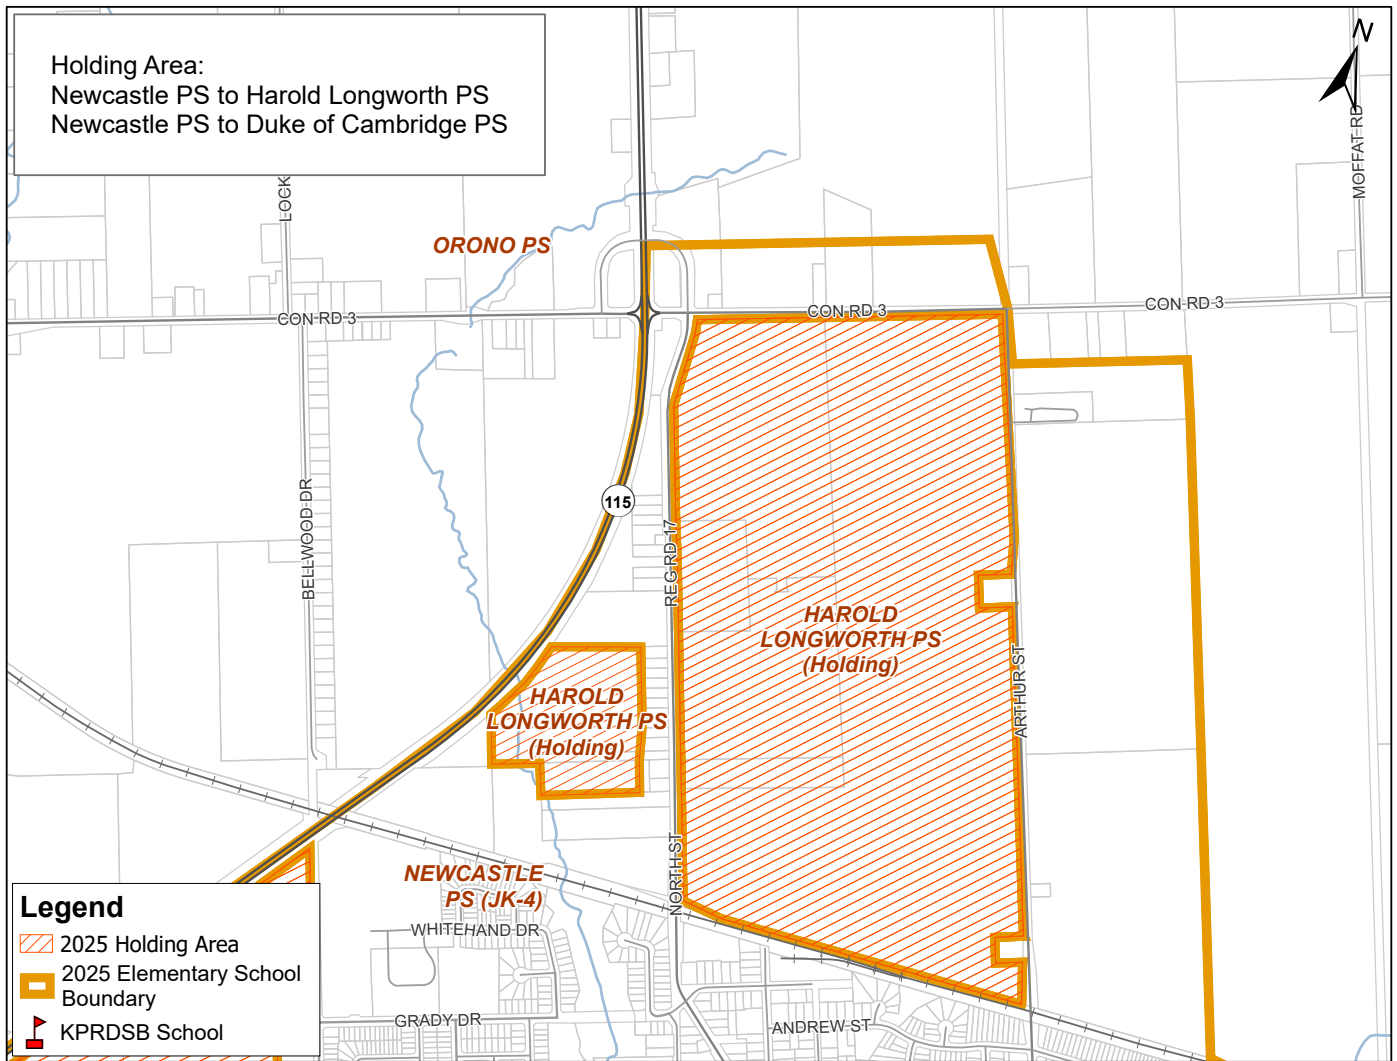 Holding Area:
Newcastle PS to Harold Longworth PS
Newcastle PS to Duke of Cambridge PS
N
MOFFAT RD
LOCK
ORONO PS
CON RD 3
CON RD 3
CON RD 3
115
BELLWOOD DR
REG RD 17
HAROLD
LONGWORTH PS
(Holding)
ARTHUR ST
HAROLD
LONGWORTH PS
(Holding)
NORTH ST
NEWCASTLE
PS (JK-4)
WHITEHAND DR
GRADY DR
ANDREW ST
Legend
2025 Holding Area
2025 Elementary School
Boundary
KPRDSB School